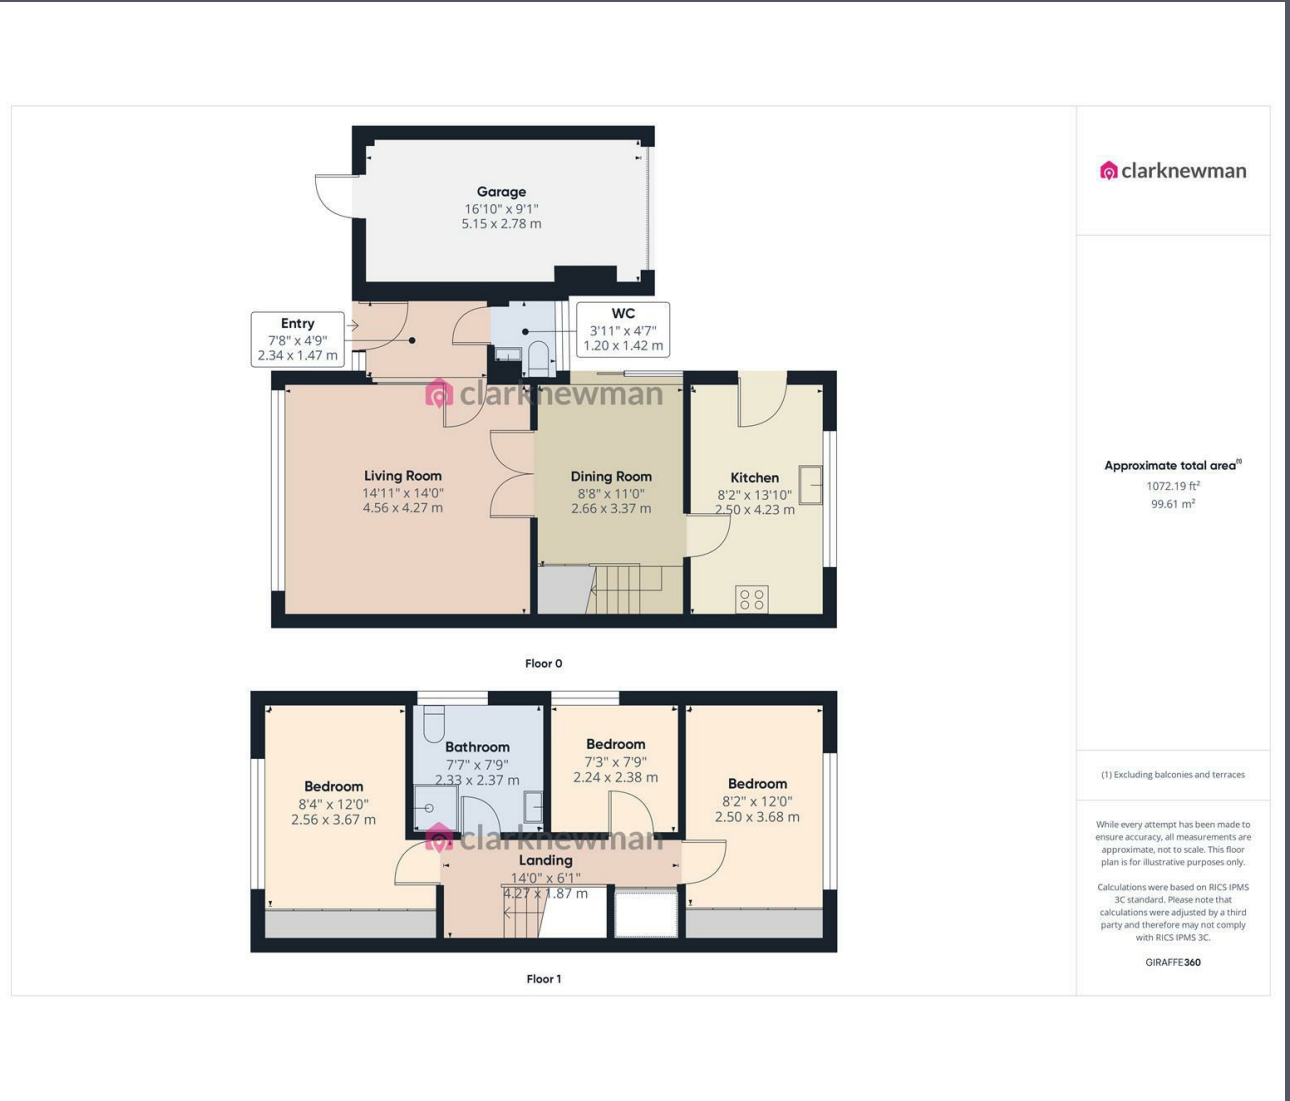 Garage
16'10" x 9'1"
5.15 x 2.78 m
Entry
7'8" x 4'9"
2.34 x 1.47 m
WC
3'11" x 4'7"
1.20 x 1.42 m
clarknewman
Living Room
14'11" x 14'0"
4.56 x 4.27 m
Dining Room
8'8" x 11'0"
2.66 x 3.37 m
Kitchen
8'2" x 13'10"
2.50 x 4.23 m
Floor 0
Bedroom
8'4" x 12'0"
2.56 x 3.67 m
Bathroom
7'7" x 7'9"
2.33 x 2.37 m
Bedroom
7'3" x 7'9"
2.24 x 2.38 m
Bedroom
8'2" x 12'0"
2.50 x 3.68 m
clarknewman
Landing
14'0" x 6'1"
4.27 x 1.87 m
Floor 1
clarknewman
Approximate total area(1)
1072.19 ft²
99.61 m²
(1) Excluding balconies and terraces
While every attempt has been made to
ensure accuracy, all measurements are
approximate, not to scale. This floor
plan is for illustrative purposes only.
Calculations were based on RICS IPMS
3C standard. Please note that
calculations were adjusted by a third
party and therefore may not comply
with RICS IPMS 3C.
GIRAFFE360